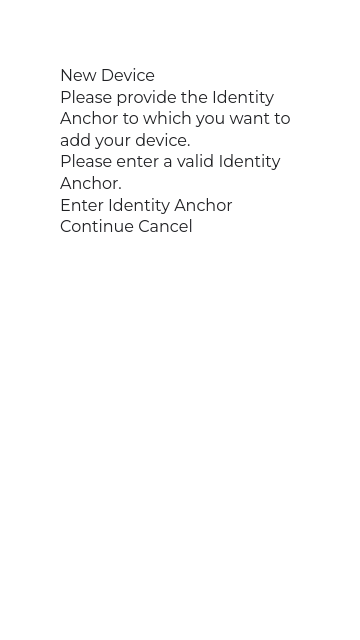 New Device
Please provide the Identity
Anchor to which you want to
add your device.
Please enter a valid Identity
Anchor.
Enter Identity Anchor
Continue Cancel